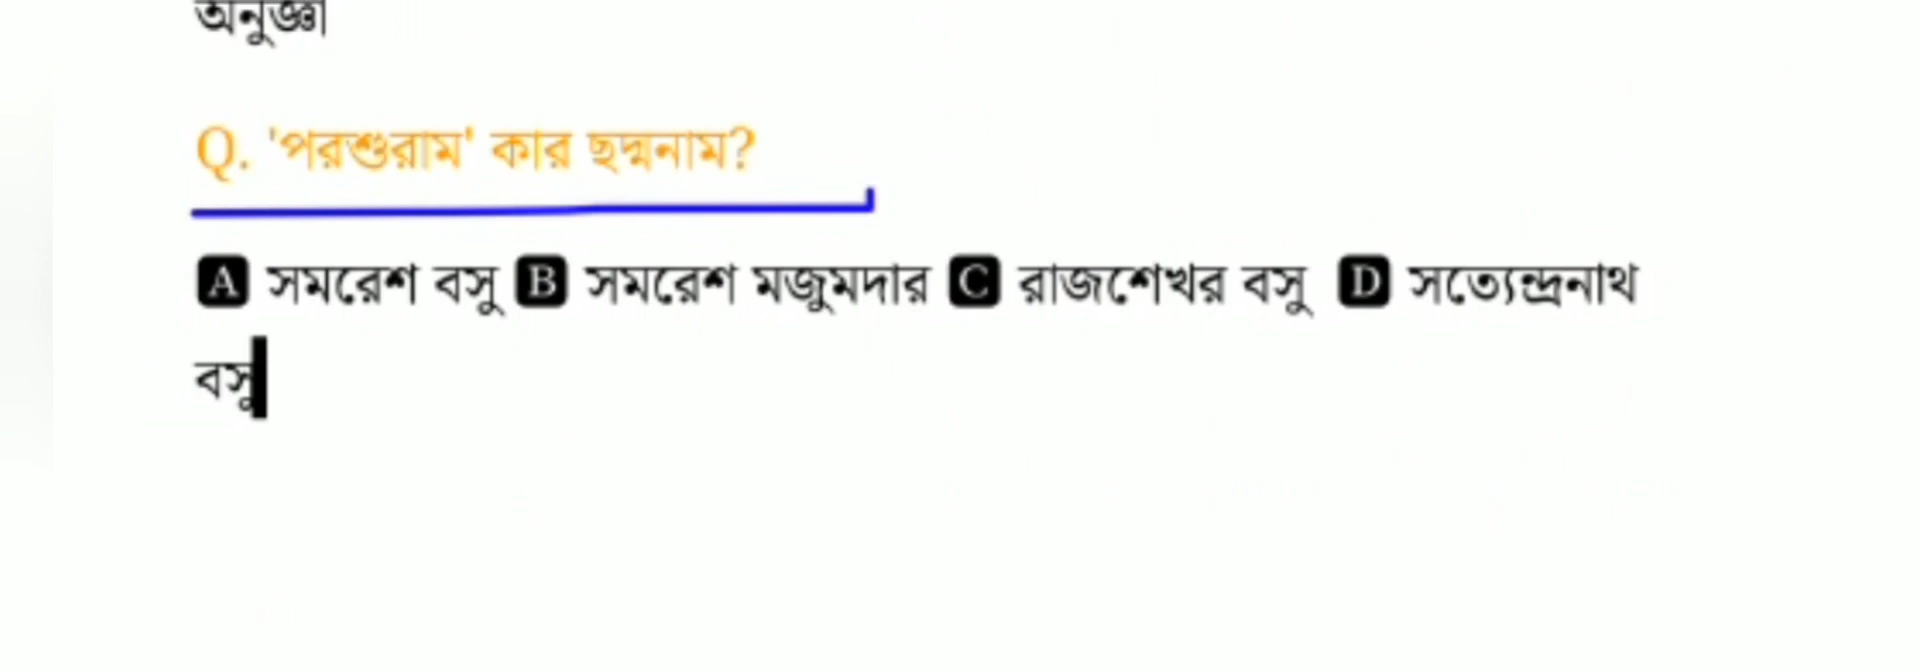 অনুজ্ঞা
Q. 'পরশুরাম' কার ছদ্মনাম?
A সমরেশ বসু B সমরেশ মজুমদার C রাজশেখর বসু D সত্যেন্দ্রনাথ
বসু